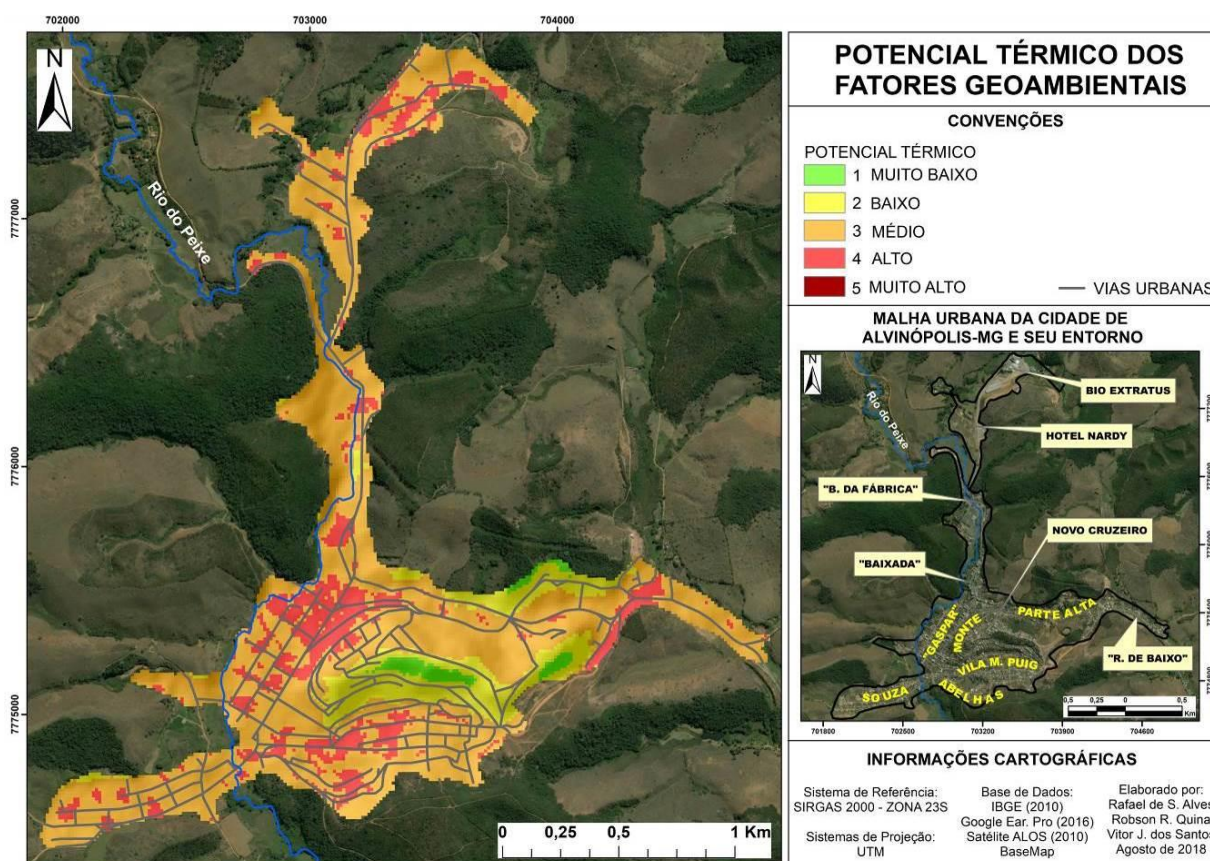 702000
703000
704000
N
Rio do Peixe
7777000
7776000
7775000
0 0,25 0,5 1 Km
POTENCIAL TÉRMICO DOS
FATORES GEOAMBIENTAIS
CONVENÇÕES
POTENCIAL TÉRMICO
1 MUITO BAIXO
2 BAIXO
3 MÉDIO
4 ALTO
5 MUITO ALTO
VIAS URBANAS
MALHA URBANA DA CIDADE DE
ALVINÓPOLIS-MG E SEU ENTORNO
N
BIO EXTRATUS
Rio do Peixe
HOTEL NARDY
"B. DA FÁBRICA"
NOVO CRUZEIRO
"BAIXADA"
PARTE ALTA
"GASPAR"
MONTE
"R. DE BAIXO"
VILA M. PUIG
SOUZA
ABELHAS
0,5 0,25 0 0,5
Km
701800 702500 703200 703900 704600
INFORMAÇÕES CARTOGRÁFICAS
Sistema de Referência:
SIRGAS 2000 - ZONA 23S
Sistemas de Projeção:
UTM
Base de Dados:
IBGE (2010)
Google Ear. Pro (2016)
Satélite ALOS (2010)
BaseMap
Elaborado por:
Rafael de S. Alves
Robson R. Quina
Vitor J. dos Santos
Agosto de 2018